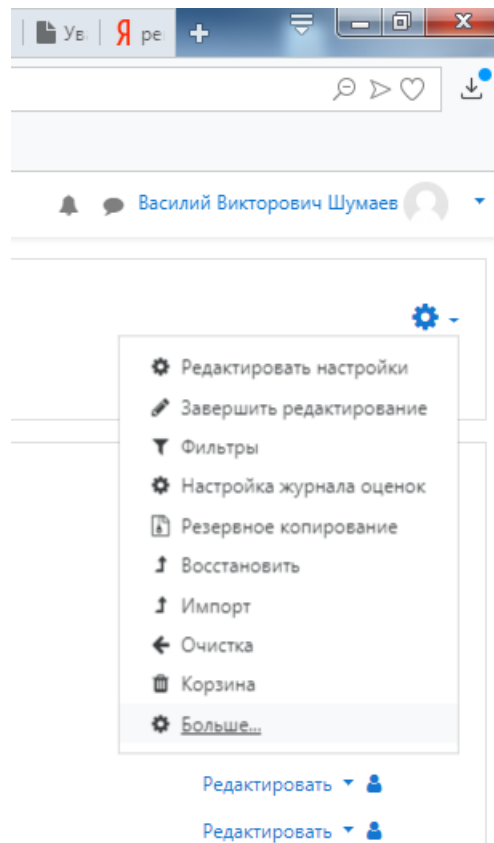 Ув Я ре
Василий Викторович Шумаев
Редактировать настройки
Завершить редактирование
Фильтры
Настройка журнала оценок
Резервное копирование
Восстановить
Импорт
Очистка
Корзина
Больше...
Редактировать
Редактировать